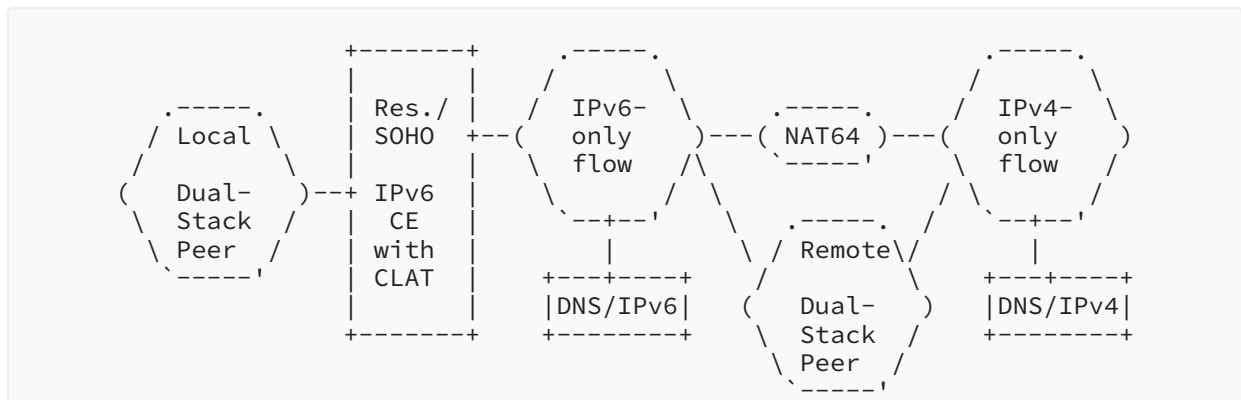 Local
Dual-
Stack
Peer
Res./
SOHO
IPv6
CE
with
CLAT
IPv6-
only
flow
DNS/IPv6
NAT64
Remote
Dual-
Stack
Peer
IPv4-
only
flow
DNS/IPv4